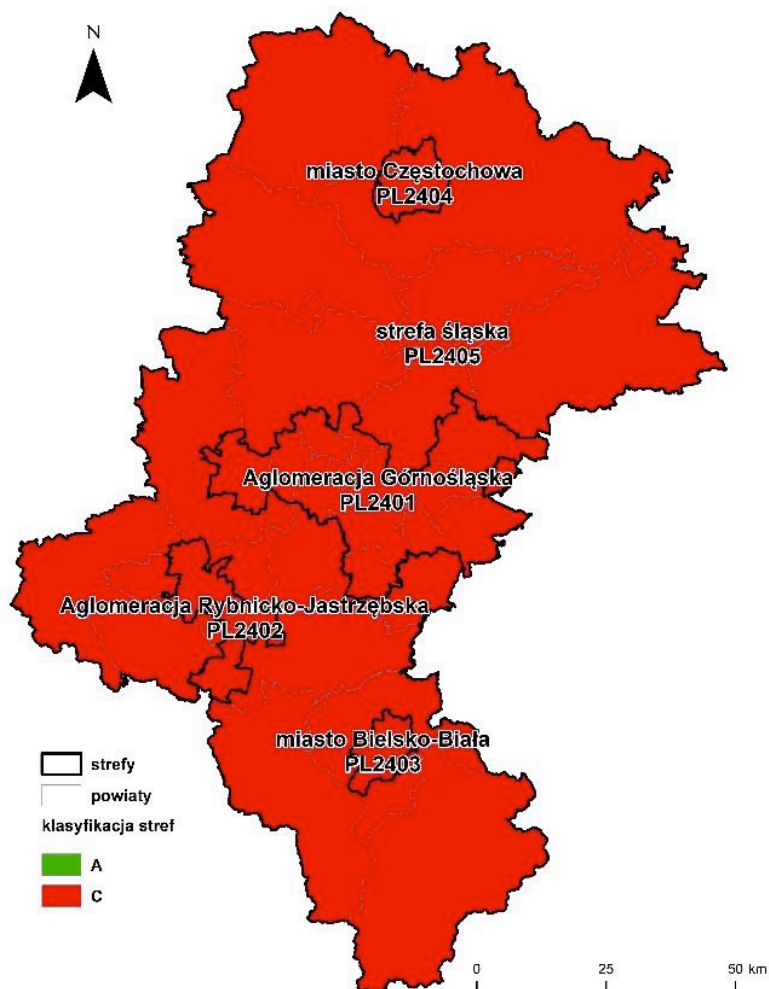 N
miasto Częstochowa
PL2404
strefa śląska
PL2405
Aglomeracja Górnośląska
PL2401
Aglomeracja Rybnicko-Jastrzębska
PL2402
miasto Bielsko-Biała
PL2403
strefy
powiaty
klasyfikacja stref
A
C
0 25 50 km